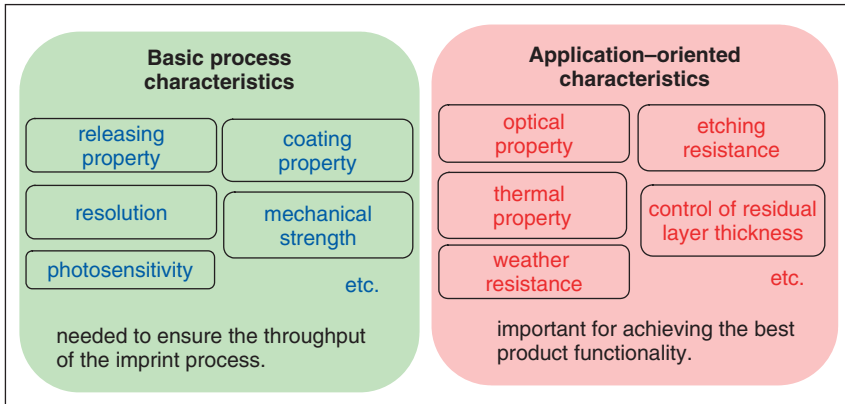 Basic process
characteristics
releasing
property
coating
property
resolution
mechanical
strength
photosensitivity
etc.
needed to ensure the throughput
of the imprint process.
Application–oriented
characteristics
optical
property
etching
resistance
thermal
property
control of residual
layer thickness
weather
resistance
etc.
important for achieving the best
product functionality.